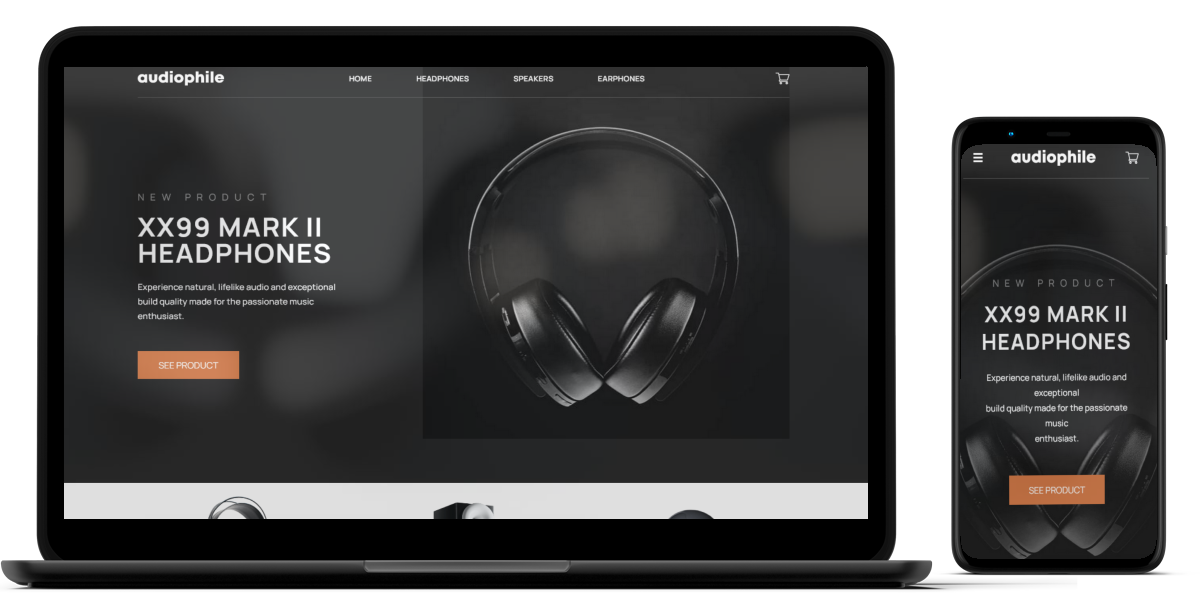 audiophile
HOME HEADPHONES SPEAKERS EARPHONES
NEW PRODUCT
XX99 MARK II
HEADPHONES
Experience natural, lifelike audio and exceptional
build quality made for the passionate music
enthusiast.
SEE PRODUCT
audiophile
NEW PRODUCT
XX99 MARK II
HEADPHONES
Experience natural, lifelike audio and
exceptional
build quality made for the passionate
music
enthusiast.
SEE PRODUCT